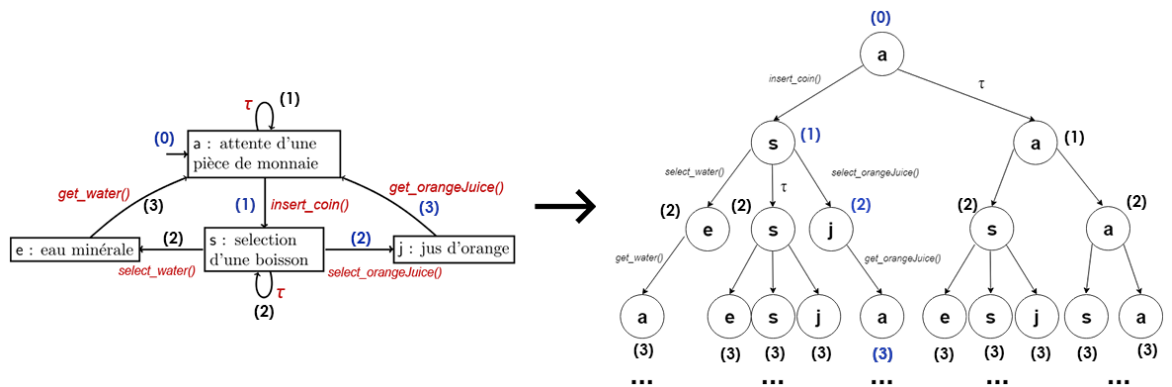 (0)
a
insert_coin()
τ
τ
(1)
(0)
a : attente d'une
pièce de monnaie
s
(1)
a
(1)
get_water()
(3)
(1)
insert_coin()
get_orangeJuice()
(3)
select_water()
τ
select_orangeJuice()
e : eau minérale
(2)
s : selection
d'une boisson
(2)
j : jus d'orange
select_water()
select_orangeJuice()
τ
(2)
(2)
e
(2)
s
(2)
j
(2)
s
(2)
a
get_water()
get_orangeJuice()
a
e
s
j
a
e
s
j
s
a
(3)
(3)
(3)
(3)
(3)
(3)
(3)
(3)
(3)
(3)
...
...
...
...
...